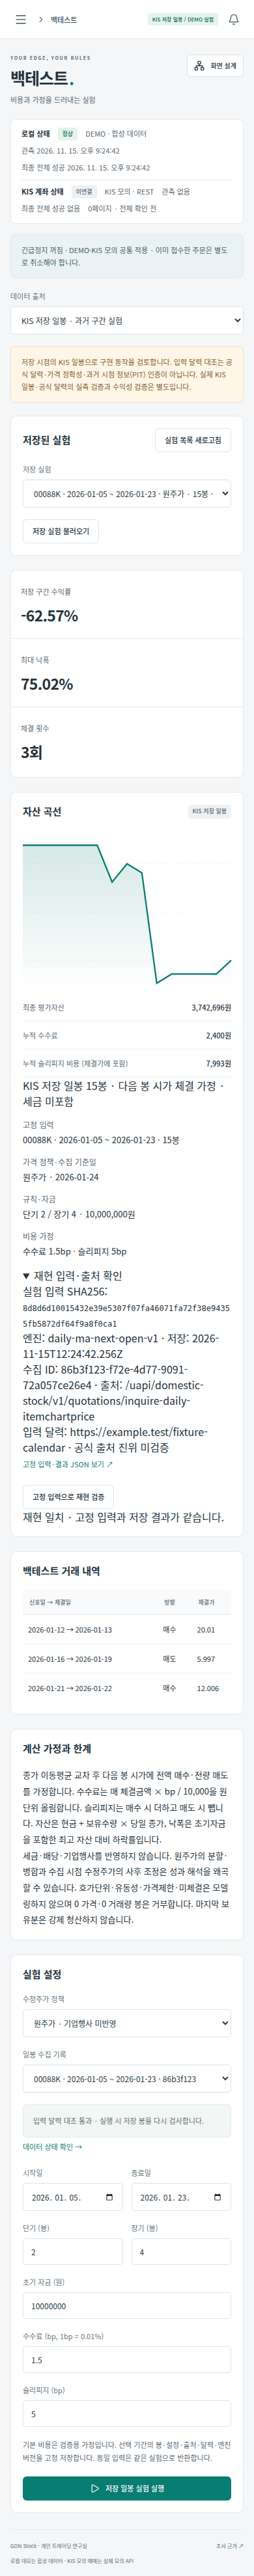 백테스트
KIS 저장 일봉 / DEMO 실험
YOUR EDGE, YOUR RULES
백테스트.
화면 설계
비용과 가정을 드러내는 실험
로컬 상태 정상 DEMO · 합성 데이터
관측 2026. 11. 15. 오후 9:24:42
최종 전체 성공 2026. 11. 15. 오후 9:24:42
KIS 계좌 상태 미연결 KIS 모의 · REST 관측 없음
최종 전체 성공 없음 0페이지 · 전체 확인 전
긴급정지 꺼짐 · DEMO·KIS 모의 공통 적용 · 이미 접수한 주문은 별도
로 취소해야 합니다.
데이터 출처
KIS 저장 일봉 · 과거 구간 실험
저장 시점의 KIS 일봉으로 구현 동작을 검토합니다. 입력 달력 대조는 공
식 달력·가격 정확성·과거 시점 정보(PIT) 인증이 아닙니다. 실제 KIS
일봉·공식 달력의 실측 검증과 수익성 검증은 별도입니다.
저장된 실험
실험 목록 새로고침
저장 실험
00088K · 2026-01-05 ~ 2026-01-23 · 원주가 · 15봉 ·
저장 실험 불러오기
저장 구간 수익률
-62.57%
최대 낙폭
75.02%
체결 횟수
3회
자산 곡선
KIS 저장 일봉
최종 평가자산 3,742,696원
누적 수수료 2,400원
누적 슬리피지 비용 (체결가에 포함) 7,993원
KIS 저장 일봉 15봉 · 다음 봉 시가 체결 가정 ·
세금 미포함
고정 입력
00088K · 2026-01-05 ~ 2026-01-23 · 15봉
가격 정책·수집 기준일
원주가 · 2026-01-24
규칙·자금
단기 2 / 장기 4 · 10,000,000원
비용 가정
수수료 1.5bp · 슬리피지 5bp
▼ 재현 입력·출처 확인
실험 입력 SHA256:
8d8d6d10015432e39e5307f07fa46071fa72f38e9435
5fb5872df64f9a8f0ca1
엔진: daily-ma-next-open-v1 · 저장: 2026-
11-15T12:24:42.256Z
수집 ID: 86b3f123-f72e-4d77-9091-
72a057ce26e4 · 출처: /uapi/domestic-
stock/v1/quotations/inquire-daily-
itemchartprice
입력 달력: https://example.test/fixture-
calendar · 공식 출처 진위 미검증
고정 입력·결과 JSON 보기 ↗
고정 입력으로 재현 검증
재현 일치 · 고정 입력과 저장 결과가 같습니다.
백테스트 거래 내역
신호일 → 체결일 방향 체결가
2026-01-12 → 2026-01-13 매수 20.01
2026-01-16 → 2026-01-19 매도 5.997
2026-01-21 → 2026-01-22 매수 12.006
계산 가정과 한계
종가 이동평균 교차 후 다음 봉 시가에 전액 매수·전량 매도
를 가정합니다. 수수료는 매 체결금액 × bp / 10,000을 원
단위 올림합니다. 슬리피지는 매수 시 더하고 매도 시 뺍니
다. 자산은 현금 + 보유수량 × 당일 종가, 낙폭은 초기자금
을 포함한 최고 자산 대비 하락률입니다.
세금·배당·기업행사를 반영하지 않습니다. 원주가의 분할·
병합과 수집 시점 수정주가의 사후 조정은 성과 해석을 왜곡
할 수 있습니다. 호가단위·유동성·가격제한·미체결은 모델
링하지 않으며 0 가격·0 거래량 봉은 거부합니다. 마지막 보
유분은 강제 청산하지 않습니다.
실험 설정
수정주가 정책
원주가 · 기업행사 미반영
일봉 수집 기록
00088K · 2026-01-05 ~ 2026-01-23 · 86b3f123
입력 달력 대조 통과 · 실행 시 저장 봉을 다시 검사합니다.
데이터 상태 확인 →
시작일 종료일
2026. 01. 05. 2026. 01. 23.
단기 (봉) 장기 (봉)
2 4
초기 자금 (원)
10000000
수수료 (bp, 1bp = 0.01%)
1.5
슬리피지 (bp)
5
기본 비용은 검증용 가정입니다. 선택 기간의 봉·설정·출처·달력·엔진
버전을 고정 저장합니다. 동일 입력은 같은 실험으로 반환합니다.
저장 일봉 실험 실행
GON Stock · 개인 트레이딩 연구실 조사 근거 ↗
로컬 데모는 합성 데이터 · KIS 모의 매매는 실제 모의 API